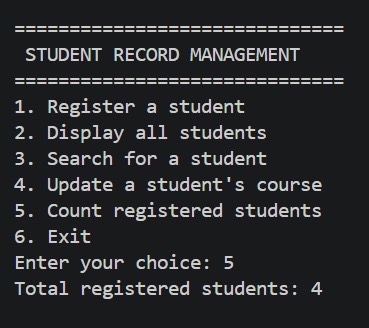 ==============================
STUDENT RECORD MANAGEMENT
==============================
1. Register a student
2. Display all students
3. Search for a student
4. Update a student's course
5. Count registered students
6. Exit
Enter your choice: 5
Total registered students: 4